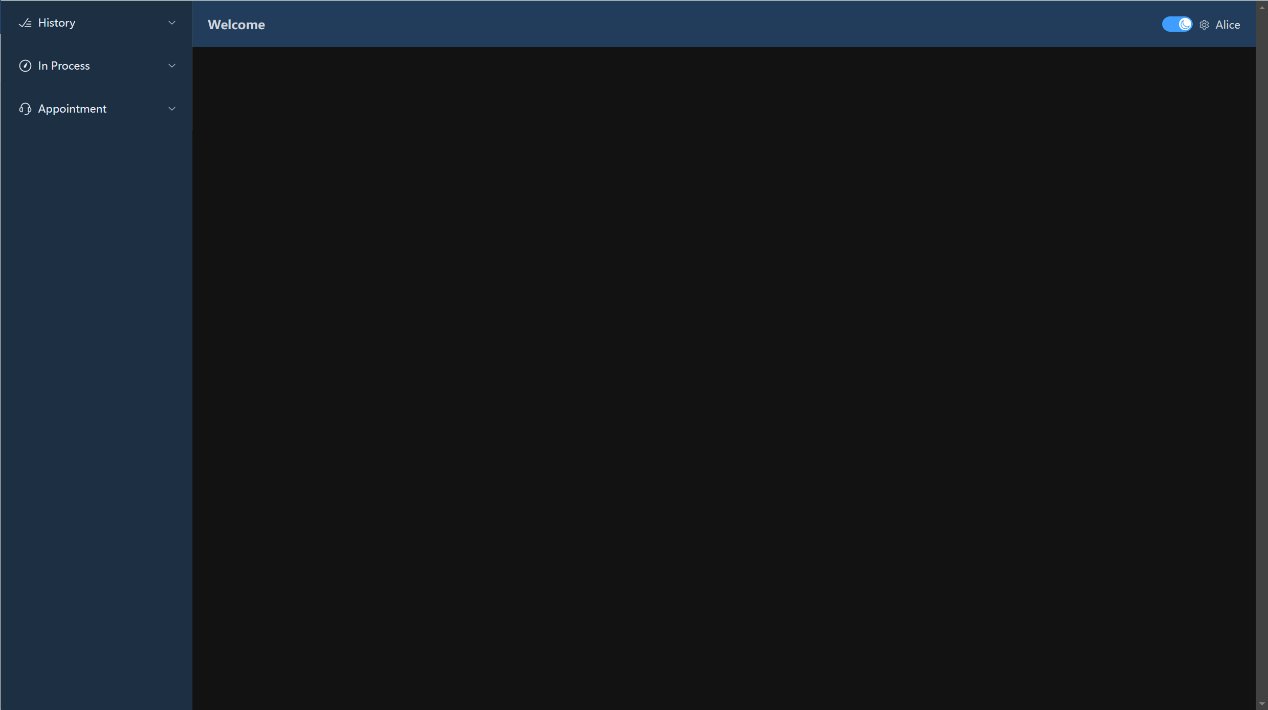 History
In Process
Appointment
Welcome
Alice